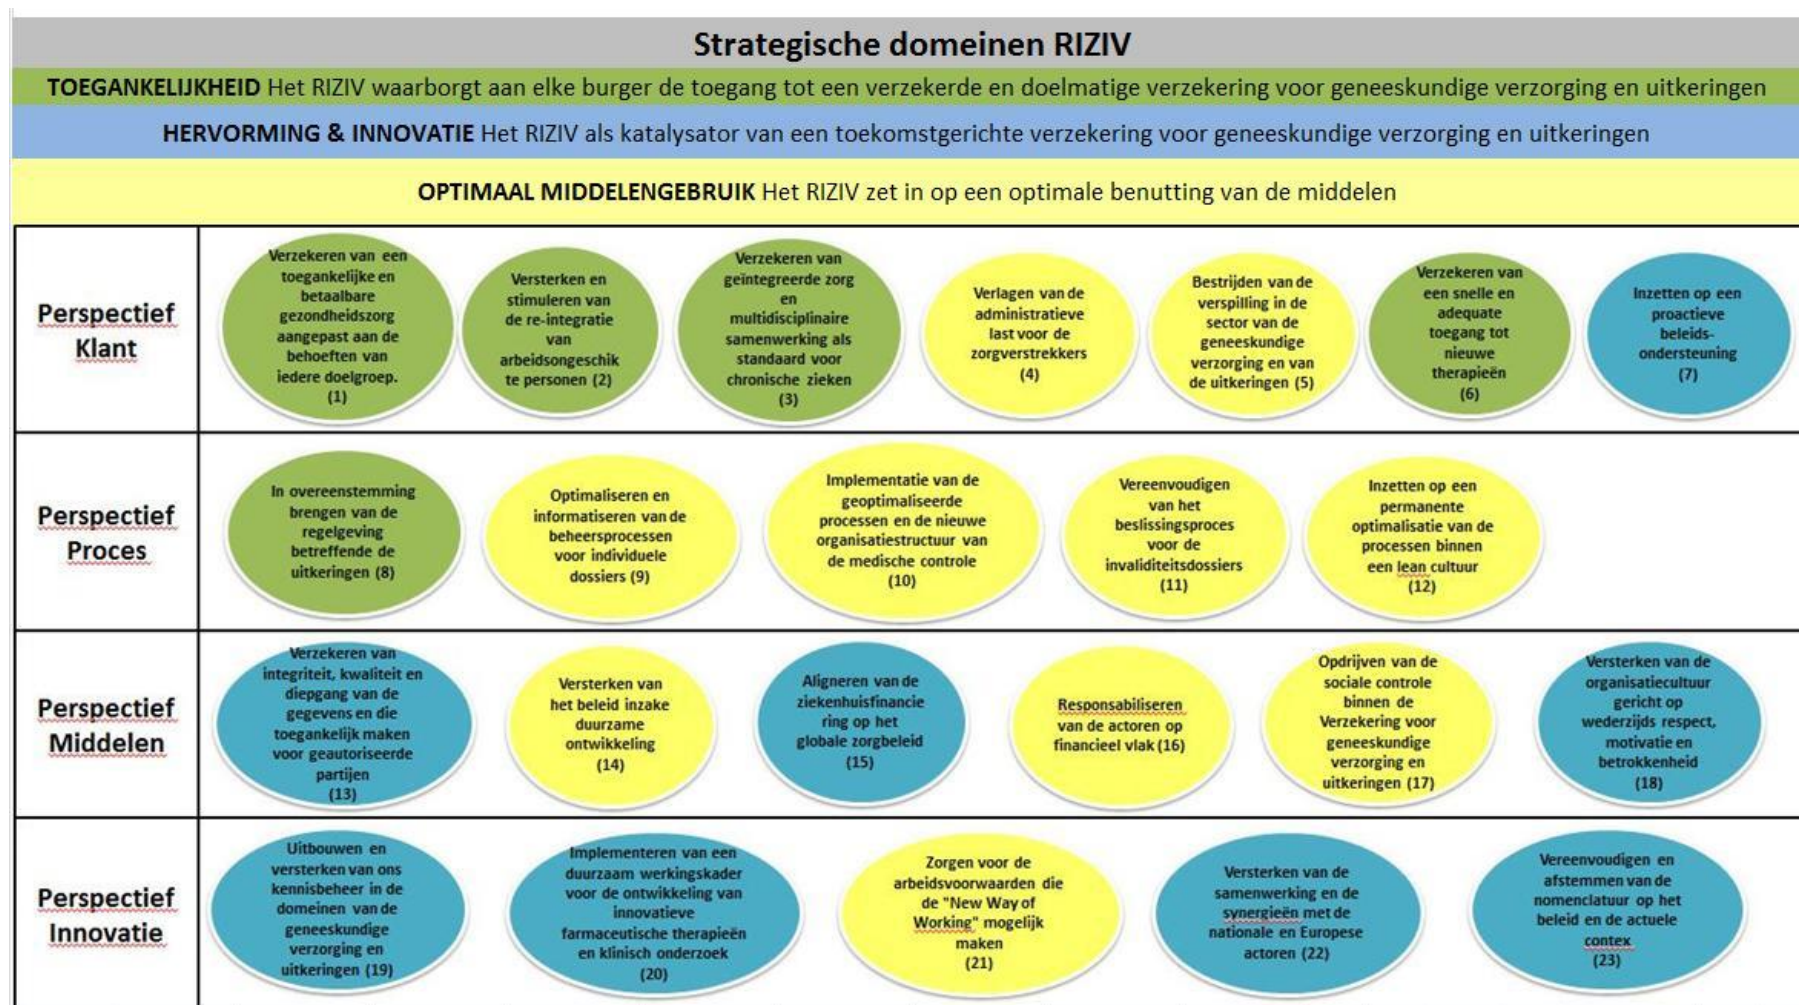 Strategische domeinen RIZIV
TOEGANKELIJKHEID Het RIZIV waarborgt aan elke burger de toegang tot een verzekerde en doelmatige verzekering voor geneeskundige verzorging en uitkeringen
HERVORMING & INNOVATIE Het RIZIV als katalysator van een toekomstgerichte verzekering voor geneeskundige verzorging en uitkeringen
OPTIMAAL MIDDELENGEBRUIK Het RIZIV zet in op een optimale benutting van de middelen
Perspectief
Klant
Verzekeren van een
toegankelijke en
betaalbare
gezondheidszorg
aangepast aan de
behoeften van
iedere doelgroep.
(1)
Versterken en
stimuleren van
de re-integratie
van
arbeidsongeschik
te personen (2)
Verzekeren van
geïntegreerde zorg
en
multidisciplinaire
samenwerking als
standaard voor
chronische zieken
(3)
Verlagen van de
administratieve
last voor de
zorgverstrekkers
(4)
Bestrijden van de
verspilling in de
sector van de
geneeskundige
verzorging en van
de uitkeringen (5)
Verzekeren van
een snelle en
adequate
toegang tot
nieuwe
therapieën
(6)
Inzetten op een
proactieve
beleids-
ondersteuning
(7)
Perspectief
Proces
In overeenstemming
brengen van de
regelgeving
betreffende de
uitkeringen (8)
Optimaliseren en
informatiseren van de
beheersprocessen
voor individuele
dossiers (9)
Implementatie van de
geoptimaliseerde
processen en de nieuwe
organisatiestructuur van
de medische controle
(10)
Vereenvoudigen
van het
beslissingsproces
voor de
invaliditeitsdossiers
(11)
Inzetten op een
permanente
optimalisatie van de
processen binnen
een lean cultuur
(12)
Perspectief
Middelen
Verzekeren van
integriteit, kwaliteit en
diepgang van de
gegevens en die
toegankelijk maken
voor geautoriseerde
partijen
(13)
Versterken van
het beleid inzake
duurzame
ontwikkeling
(14)
Aligneren van de
ziekenhuisfinancie
ring op het
globale zorgbeleid
(15)
Responsabiliseren
van de actoren op
financieel vlak (16)
Opdrijven van de
sociale controle
binnen de
Verzekering voor
geneeskundige
verzorging en
uitkeringen (17)
Versterken van de
organisatiecultuur
gericht op
wederzijds respect,
motivatie en
betrokkenheid
(18)
Perspectief
Innovatie
Uitbouwen en
versterken van ons
kennisbeheer in de
domeinen van de
geneeskundige
verzorging en
uitkeringen (19)
Implementeren van een
duurzaam werkingskader
voor de ontwikkeling van
innovatieve
farmaceutische therapieën
en klinisch onderzoek
(20)
Zorgen voor de
arbeidsvoorwaarden die
de "New Way of
Working" mogelijk
maken
(21)
Versterken van de
samenwerking en de
synergieën met de
nationale en Europese
actoren (22)
Vereenvoudigen en
afstemmen van de
nomenclatuur op het
beleid en de actuele
contex
(23)